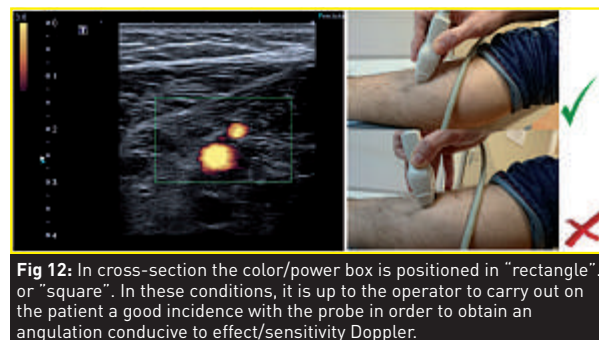 Fig 12: In cross-section the color/power box is positioned in "rectangle".
or "square". In these conditions, it is up to the operator to carry out on
the patient a good incidence with the probe in order to obtain an
angulation conducive to effect/sensitivity Doppler.